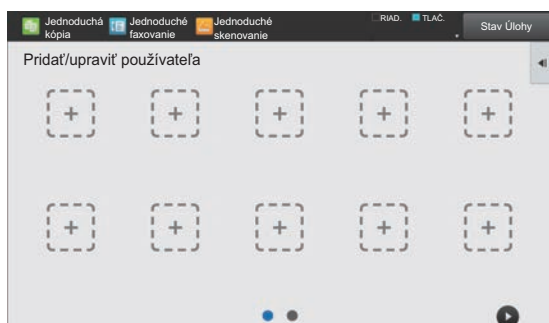 Jednoduchá kópia
Jednoduché faxovanie
Jednoduché skenovanie
RIAD.
TLAČ.
Stav Úlohy
Pridať/upraviť používateľa